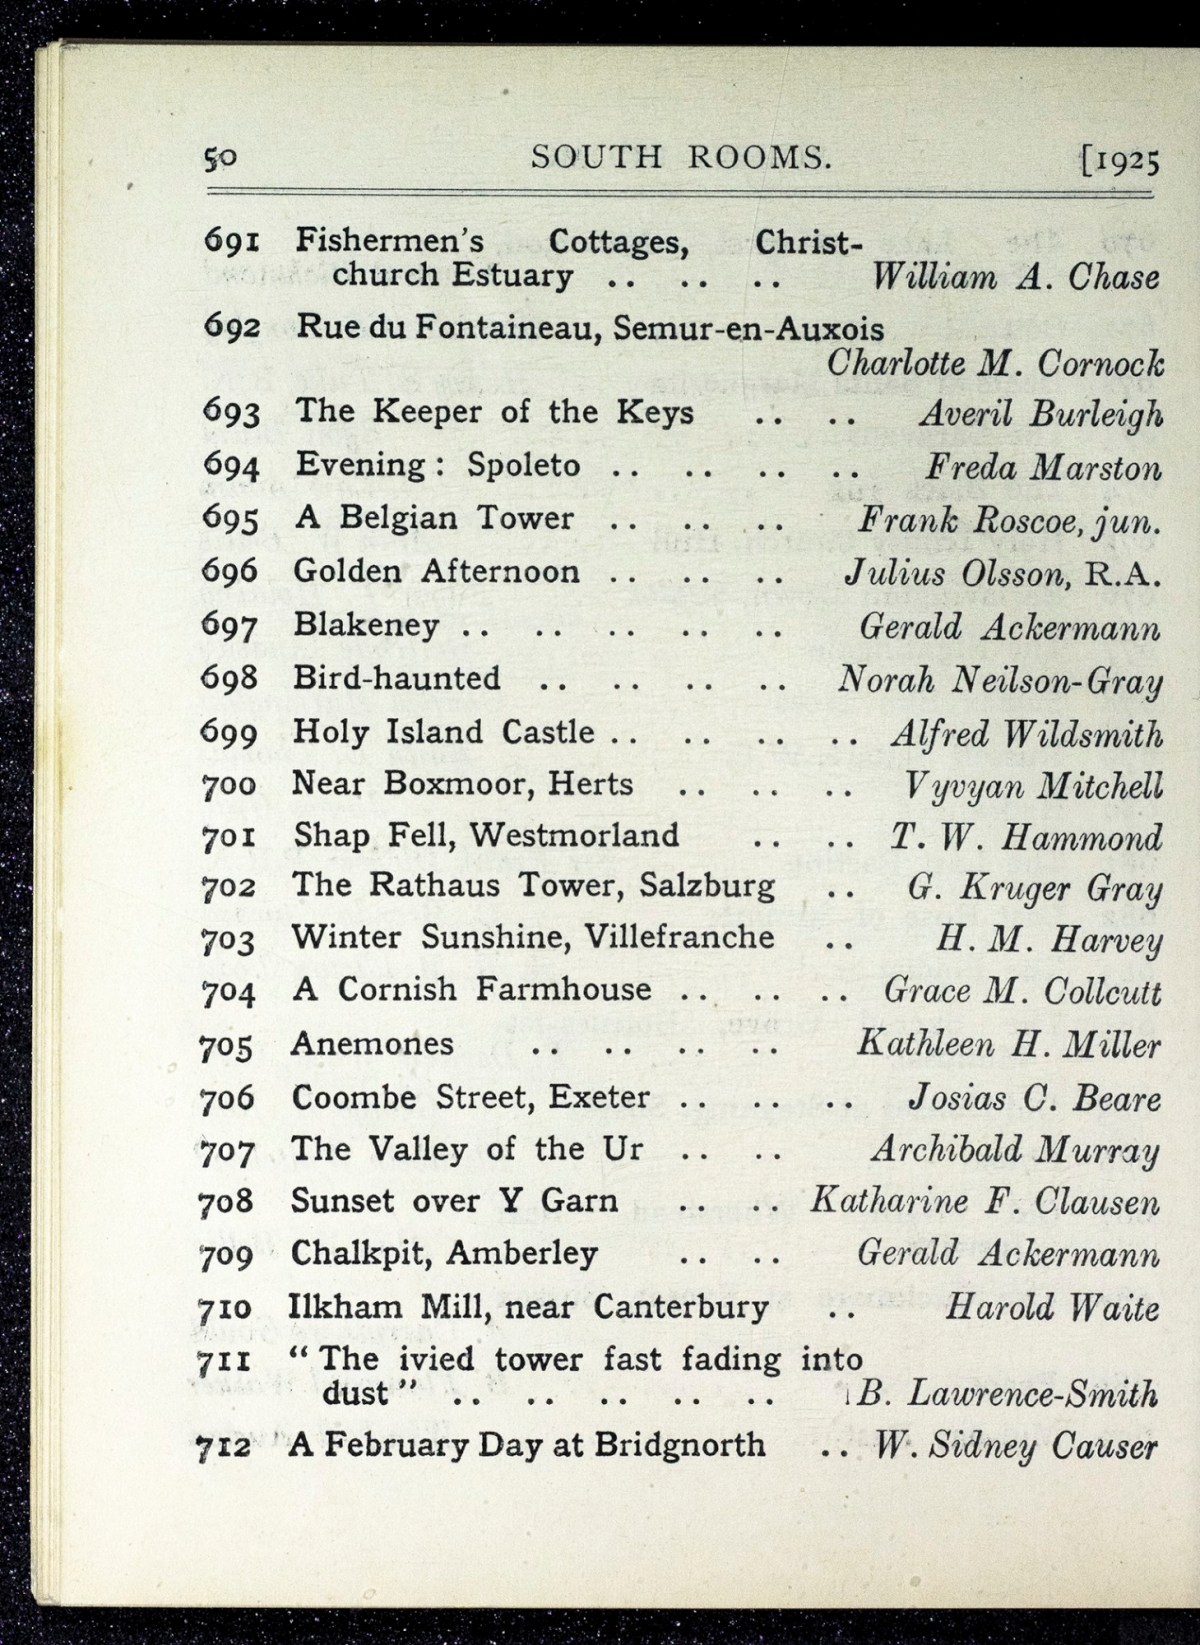 50 SOUTH ROOMS. [1925
691 Fishermen's Cottages, Christ-
church Estuary .. .. .. William A. Chase
692 Rue du Fontaineau, Semur-en-Auxois
Charlotte M. Cornock
693 The Keeper of the Keys .. .. Averil Burleigh
694 Evening: Spoleto .. .. .. .. Freda Marston
695 A Belgian Tower .. .. .. Frank Roscoe, jun.
696 Golden Afternoon .. .. .. Julius Olsson, R.A.
697 Blakeney .. .. .. .. .. Gerald Ackermann
698 Bird-haunted .. .. .. .. Norah Neilson-Gray
699 Holy Island Castle .. .. .. .. Alfred Wildsmith
700 Near Boxmoor, Herts .. .. .. Vyvyan Mitchell
701 Shap Fell, Westmorland .. .. T. W. Hammond
702 The Rathaus Tower, Salzburg .. G. Kruger Gray
703 Winter Sunshine, Villefranche .. H. M. Harvey
704 A Cornish Farmhouse .. .. .. Grace M. Collcutt
705 Anemones .. .. .. .. Kathleen H. Miller
706 Coombe Street, Exeter .. .. .. Josias C. Beare
707 The Valley of the Ur .. .. Archibald Murray
708 Sunset over Y Garn .. .. Katharine F. Clausen
709 Chalkpit, Amberley .. .. Gerald Ackermann
710 Ilkham Mill, near Canterbury .. Harold Waite
711 "The ivied tower fast fading into
dust" .. .. .. .. .. B. Lawrence-Smith
712 A February Day at Bridgnorth .. W. Sidney Causer